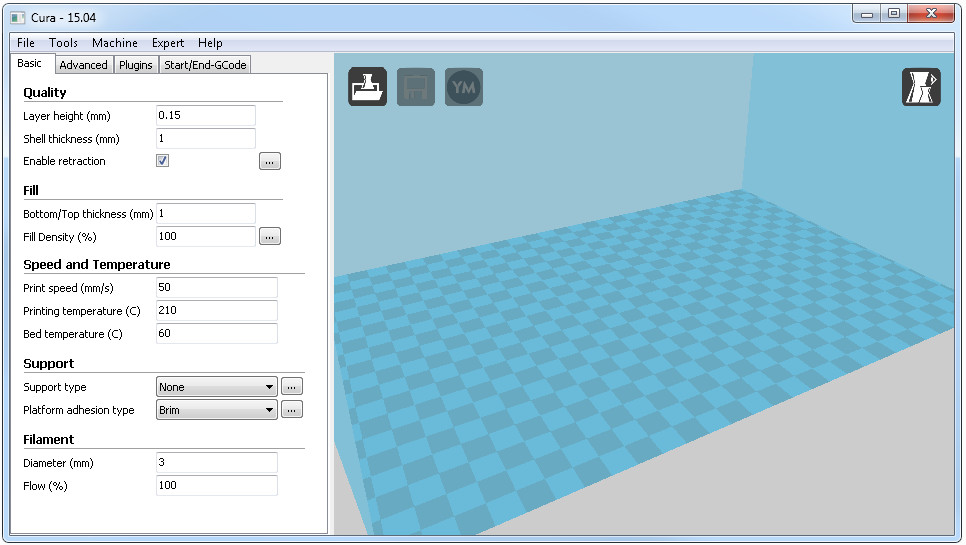 Cura - 15.04
File Tools Machine Expert Help
Basic Advanced Plugins Start/End-GCode
Quality
Layer height (mm) 0.15
Shell thickness (mm) 1
Enable retraction ...
Fill
Bottom/Top thickness (mm) 1
Fill Density (%) 100 ...
Speed and Temperature
Print speed (mm/s) 50
Printing temperature (C) 210
Bed temperature (C) 60
Support
Support type None ...
Platform adhesion type Brim ...
Filament
Diameter (mm) 3
Flow (%) 100
YM